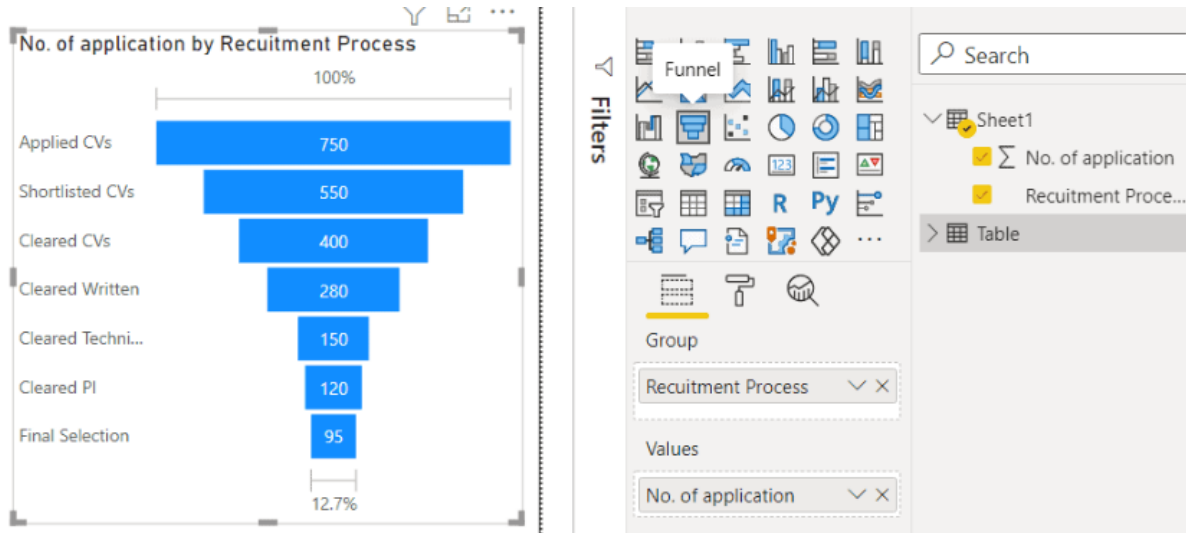 No. of application by Recuitment Process
100%
Applied CVs 750
Shortlisted CVs 550
Cleared CVs 400
Cleared Written 280
Cleared Techni... 150
Cleared PI 120
Final Selection 95
12.7%
Filters
Funnel
123
R Py
Group
Recuitment Process
Values
No. of application
Search
Sheet1
∑ No. of application
Recuitment Proce...
Table